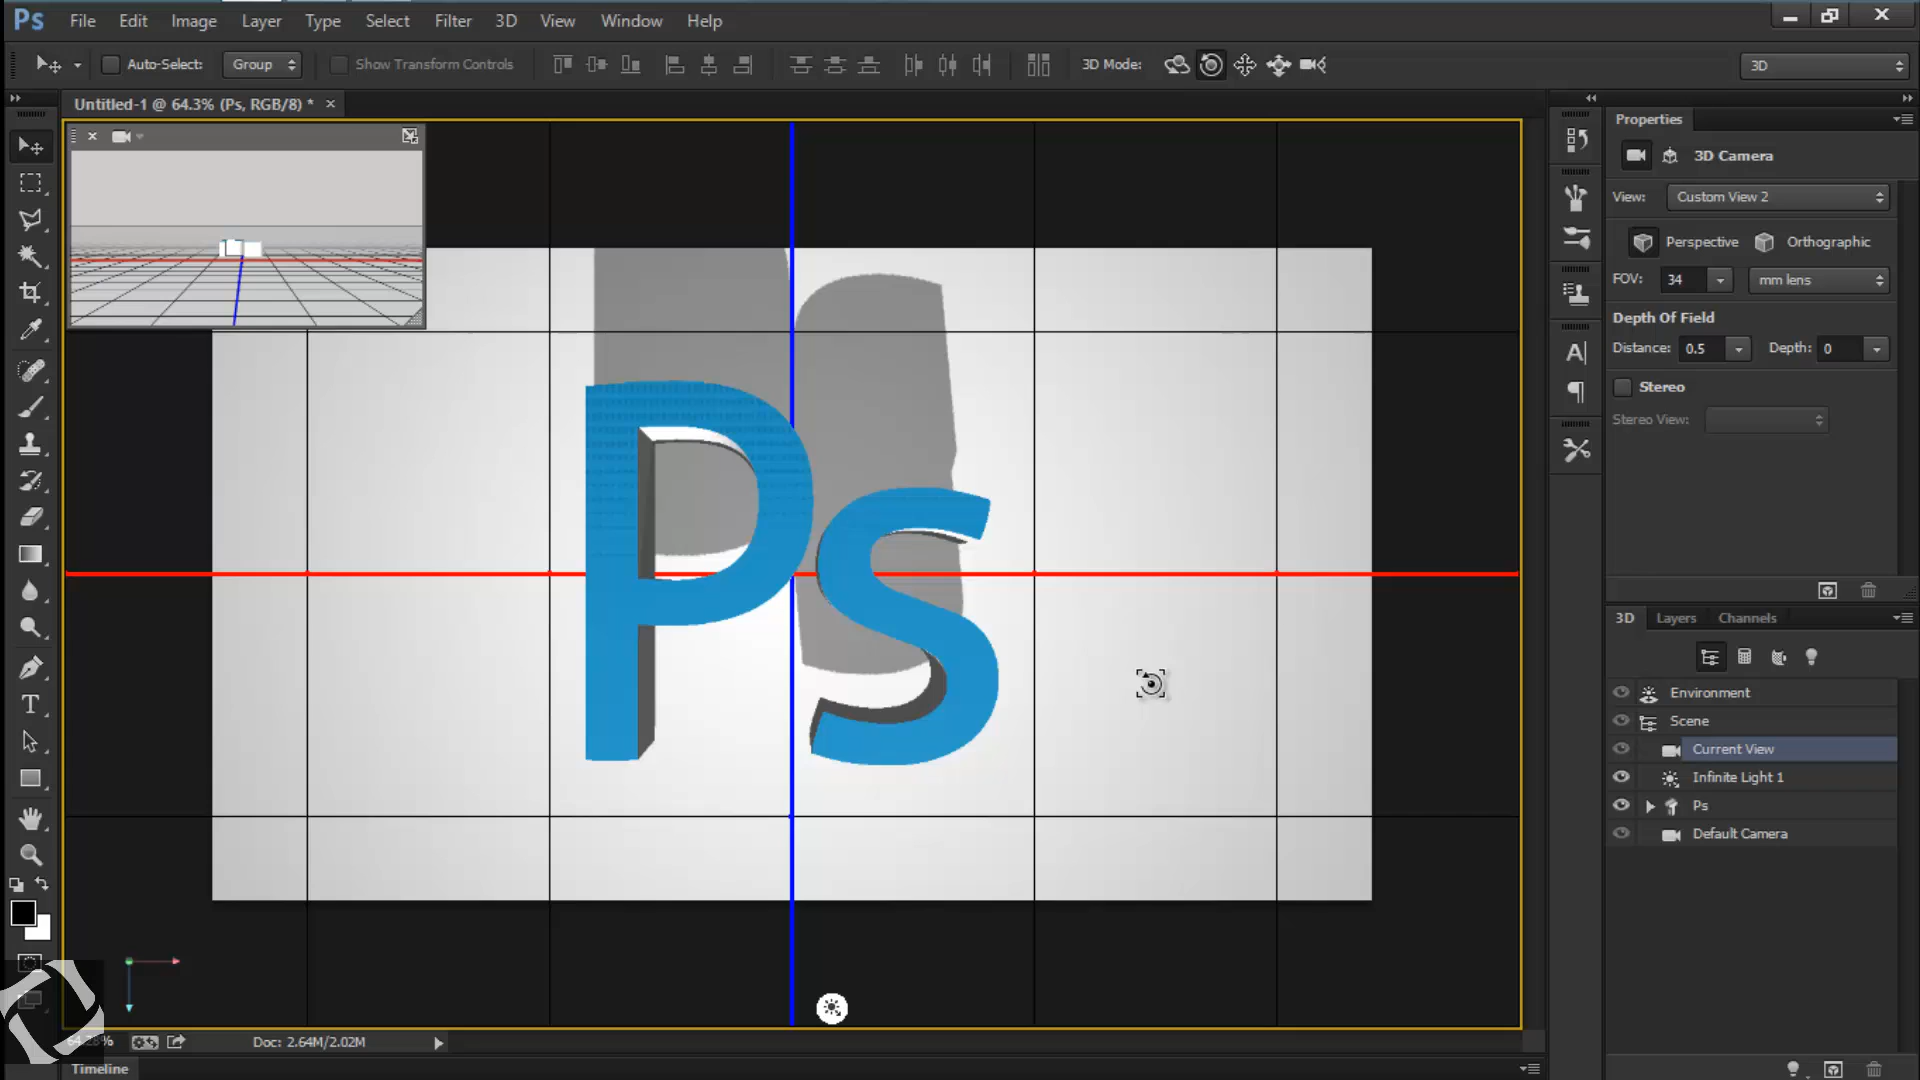 Ps File Edit Image Layer Type Select Filter 3D View Window Help
Auto-Select: Group Show Transform Controls 3D Mode: 3D
Untitled-1 @ 64.3% (Ps, RGB/8) * ×
Properties
3D Camera
View: Custom View 2
Perspective Orthographic
FOV: 34 mm lens
Depth Of Field
Distance: 0.5 Depth: 0
Stereo
Stereo View:
Ps
3D Layers Channels
Environment
Scene
Current View
Infinite Light 1
Ps
Default Camera
64.28% Doc: 2.64M/2.02M
Timeline